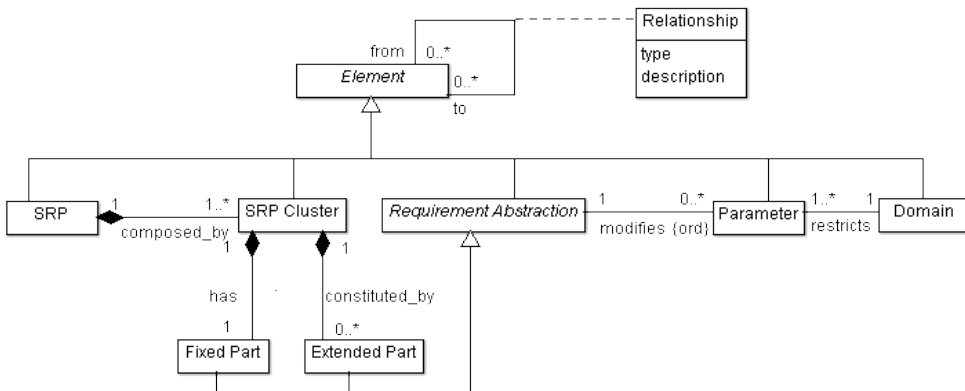 Relationship
type
description
from
0..*
Element
0..*
to
SRP
1
1..*
composed_by
SRP Cluster
1
1
Requirement Abstraction
1
0..*
modifies {ord}
Parameter
1..*
1
restricts
Domain
has
constituted_by
1
0..*
Fixed Part
Extended Part